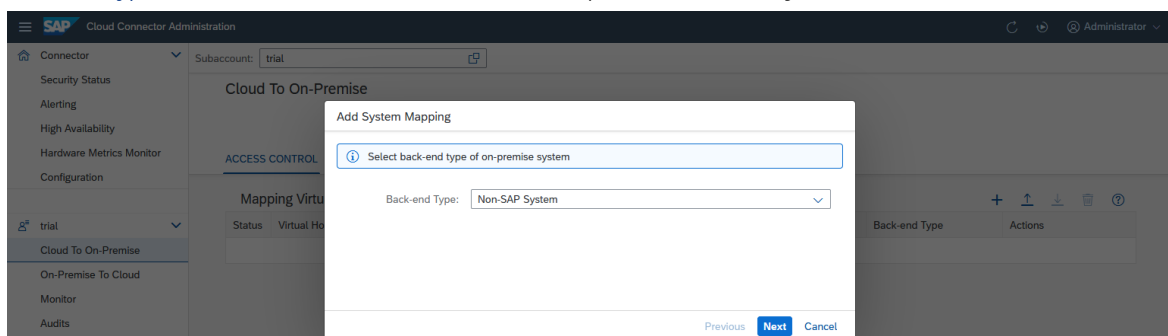 SAP Cloud Connector Administration
Administrator
Connector
Subaccount: trial
Security Status
Cloud To On-Premise
Alerting
Add System Mapping
High Availability
Hardware Metrics Monitor
ACCESS CONTROL
Select back-end type of on-premise system
Configuration
Mapping Virtu
Back-end Type: Non-SAP System
trial
Status Virtual Ho
Back-end Type Actions
Cloud To On-Premise
On-Premise To Cloud
Monitor
Audits
Previous Next Cancel